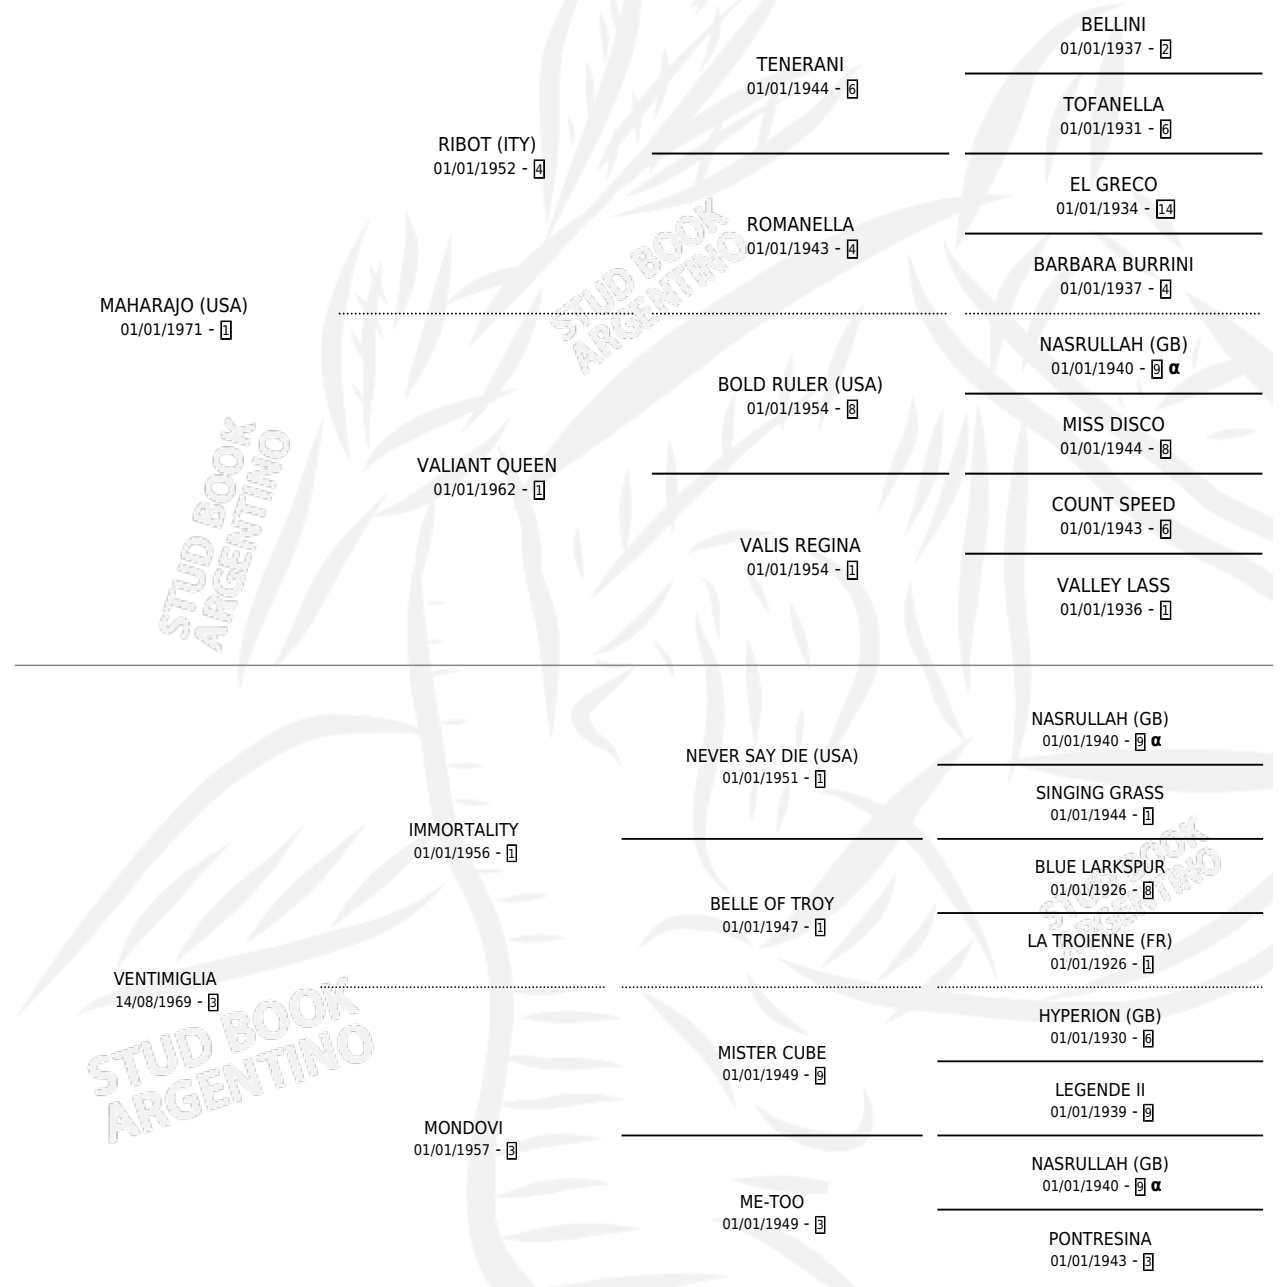 BELLINI
01/01/1937 - 2
TENERANI
01/01/1944 - 6
TOFANELLA
01/01/1931 - 6
RIBOT (ITY)
01/01/1952 - 4
EL GRECO
01/01/1934 - 14
ROMANELLA
01/01/1943 - 4
BARBARA BURRINI
01/01/1937 - 4
MAHARAJO (USA)
01/01/1971 - 1
NASRULLAH (GB)
01/01/1940 - 9 α
BOLD RULER (USA)
01/01/1954 - 8
MISS DISCO
01/01/1944 - 8
VALIANT QUEEN
01/01/1962 - 1
COUNT SPEED
01/01/1943 - 6
VALIS REGINA
01/01/1954 - 1
VALLEY LASS
01/01/1936 - 1
NASRULLAH (GB)
01/01/1940 - 9 α
NEVER SAY DIE (USA)
01/01/1951 - 1
SINGING GRASS
01/01/1944 - 1
IMMORTALITY
01/01/1956 - 1
BLUE LARKSPUR
01/01/1926 - 8
BELLE OF TROY
01/01/1947 - 1
LA TROIENNE (FR)
01/01/1926 - 1
VENTIMIGLIA
14/08/1969 - 3
HYPERION (GB)
01/01/1930 - 6
MISTER CUBE
01/01/1949 - 9
LEGENDE II
01/01/1939 - 9
MONDOVI
01/01/1957 - 3
NASRULLAH (GB)
01/01/1940 - 9 α
ME-TOO
01/01/1949 - 3
PONTRESINA
01/01/1943 - 3
STUD BOOK
ARGENTINO
STUD BOOK
ARGENTINO
STUD BOOK
ARGENTINO
STUD BOOK
ARGENTINO